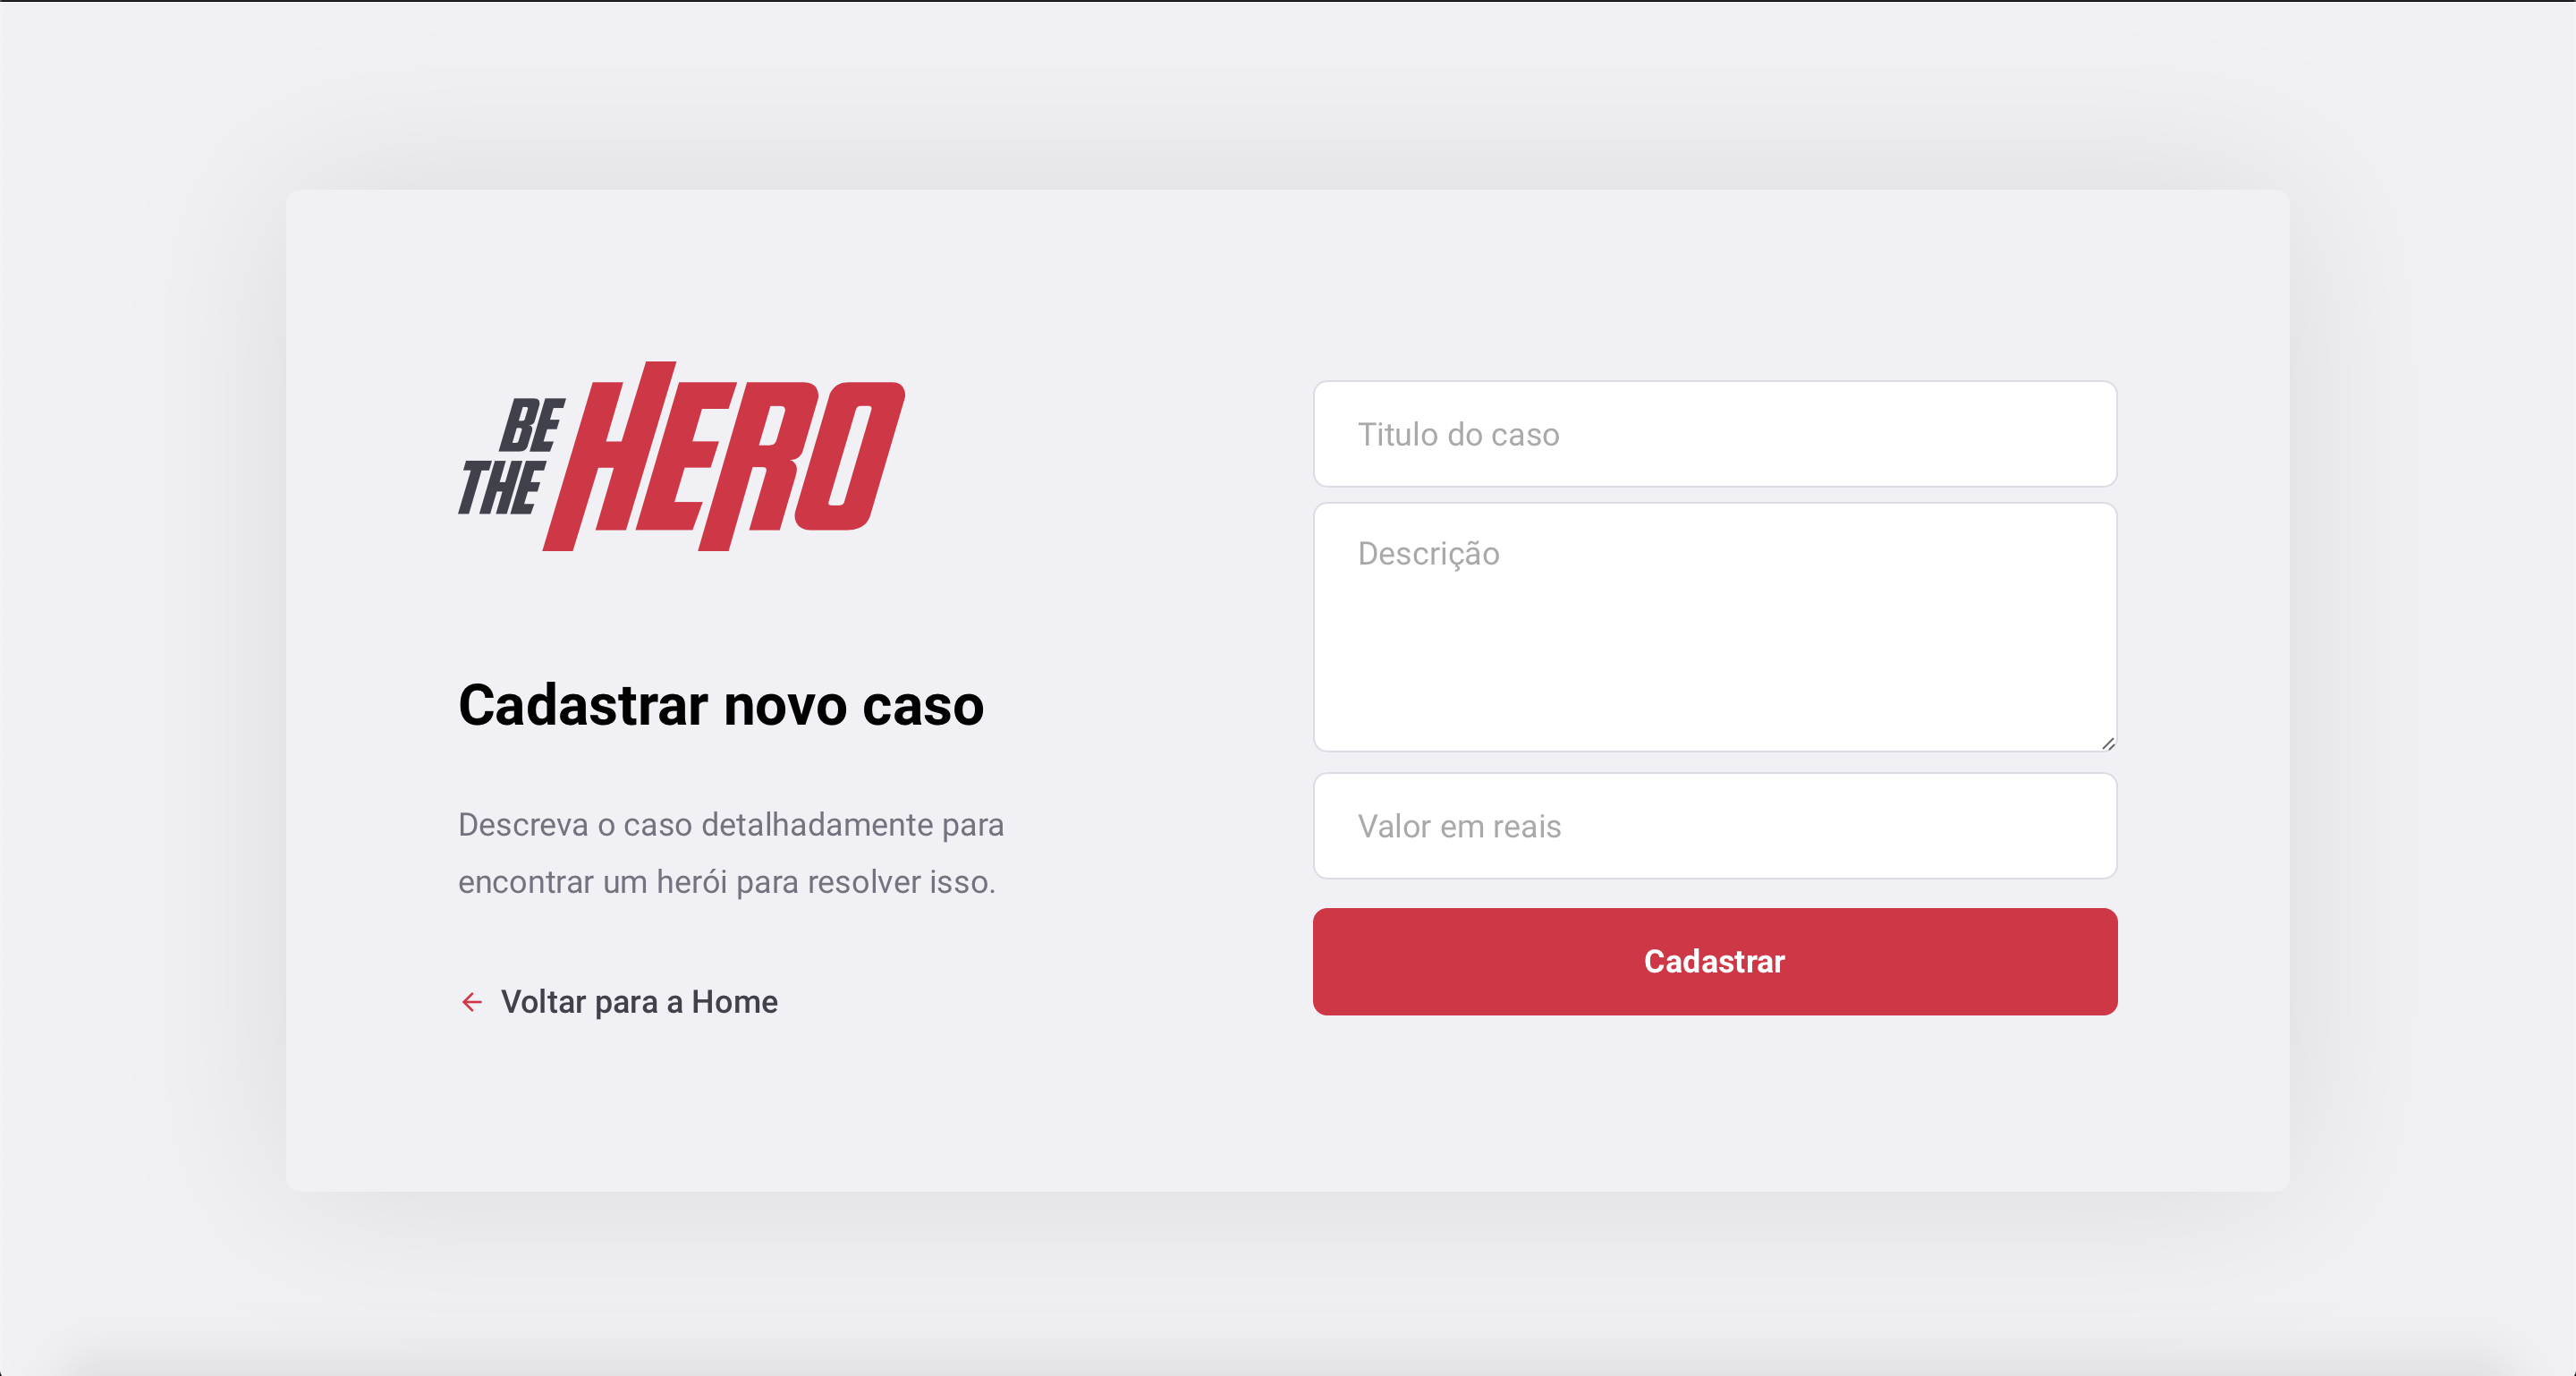 BE
THE
HERO
Cadastrar novo caso
Descreva o caso detalhadamente para
encontrar um herói para resolver isso.
Voltar para a Home
Titulo do caso
Descrição
Valor em reais
Cadastrar